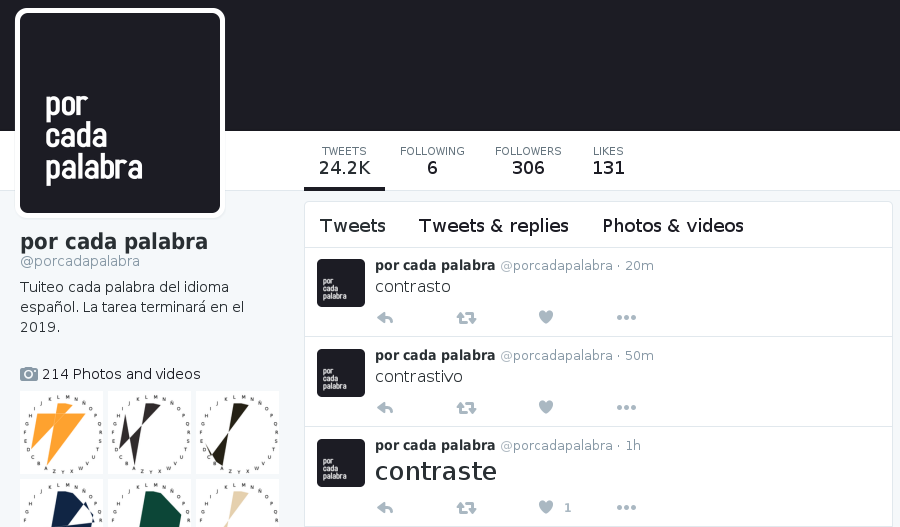 por
cada
palabra
TWEETS FOLLOWING FOLLOWERS LIKES
24.2K 6 306 131
por cada palabra
@porcadapalabra
Tuiteo cada palabra del idioma
español. La tarea terminará en el
2019.
214 Photos and videos
Tweets Tweets & replies Photos & videos
por
cada
palabra
por cada palabra @porcadapalabra · 20m
contrasto
por
cada
palabra
por cada palabra @porcadapalabra · 50m
contrastivo
por
cada
palabra
por cada palabra @porcadapalabra · 1h
contraste
1